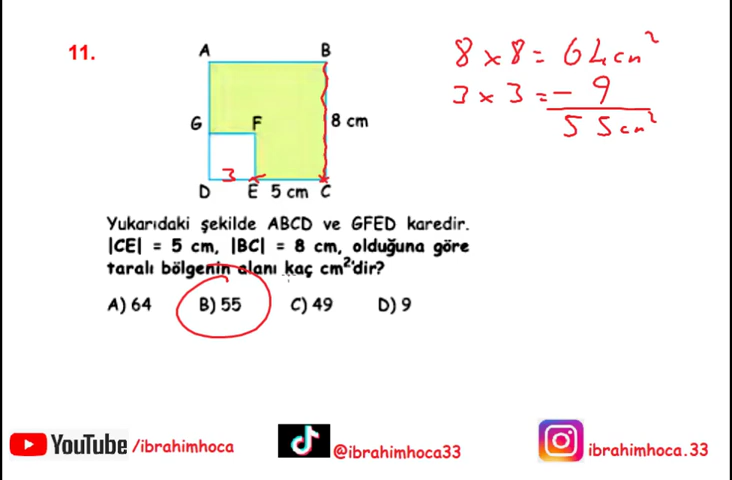 11.
A
B
8 x 8 = 64 cm²
3 x 3 = - 9
55 cm²
G
F
8 cm
3
D
E
5 cm
C
Yukarıdaki şekilde ABCD ve GFED karedir.
|CE| = 5 cm, |BC| = 8 cm, olduğuna göre
taralı bölgenin alanı kaç cm²'dir?
A) 64
B) 55
C) 49
D) 9
YouTube /ibrahimhoca
@ibrahimhoca33
ibrahimhoca.33